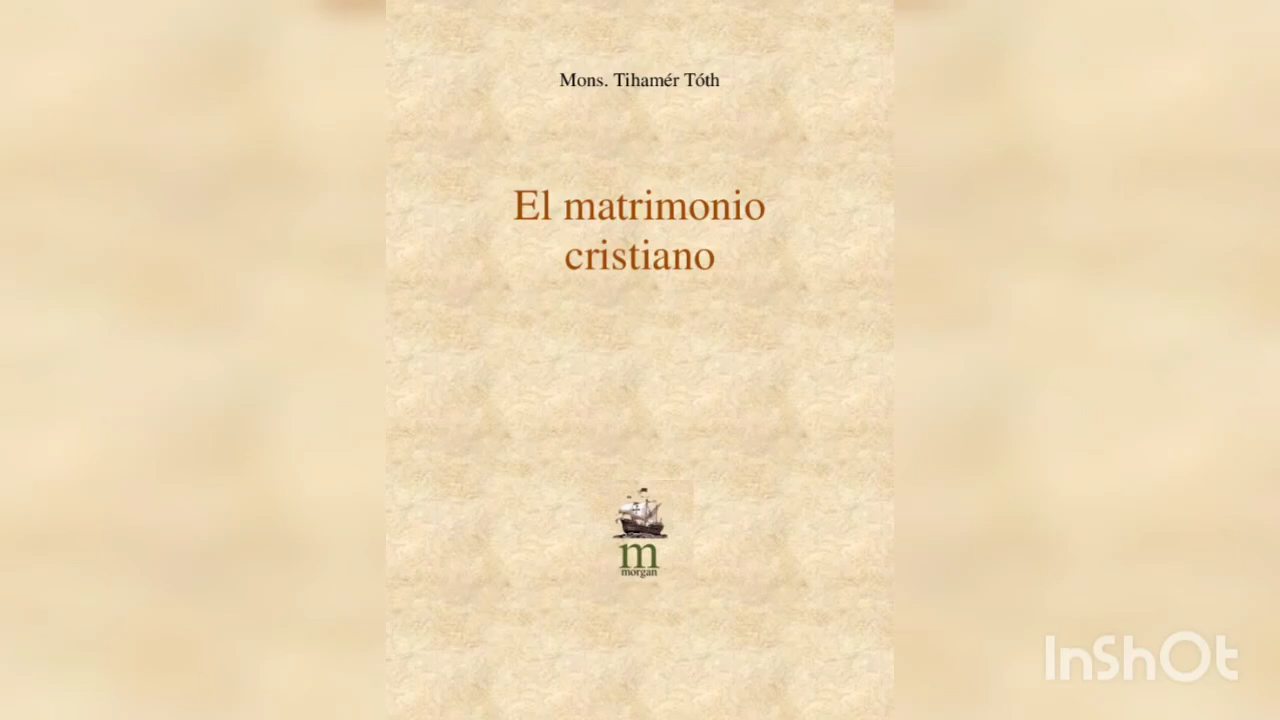 Mons. Tihamér Tóth
El matrimonio
cristiano
m
morgan
InShOt